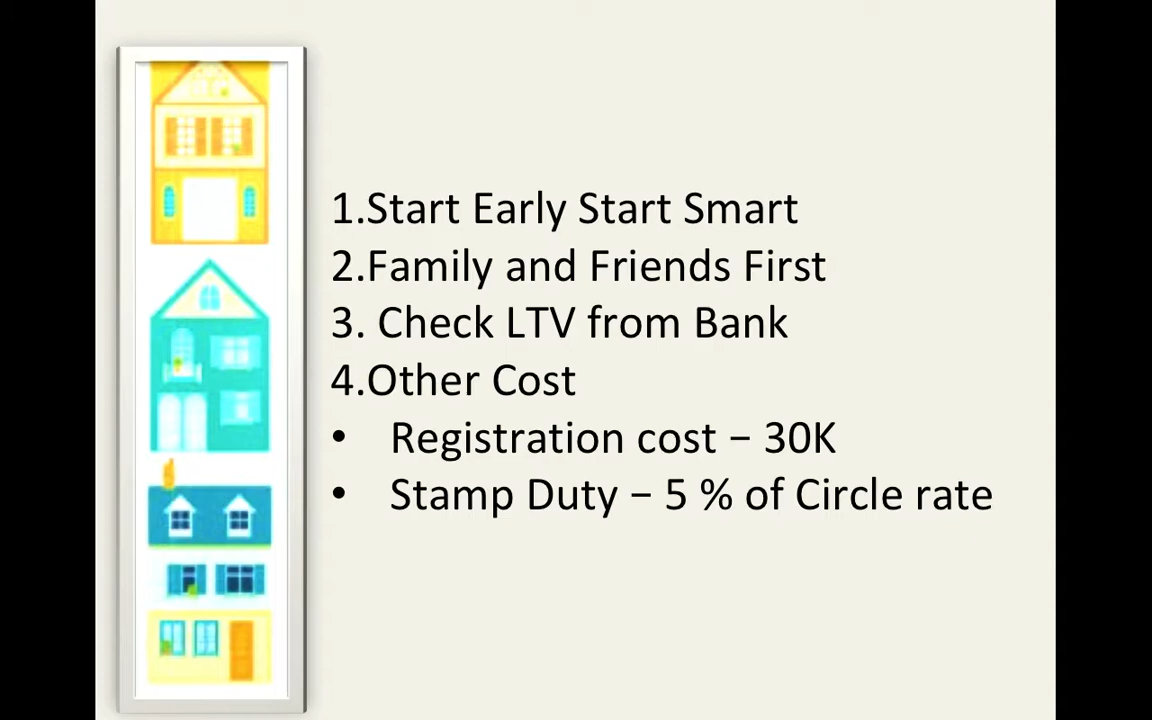 1.Start Early Start Smart
2.Family and Friends First
3. Check LTV from Bank
4.Other Cost
• Registration cost – 30K
• Stamp Duty – 5 % of Circle rate